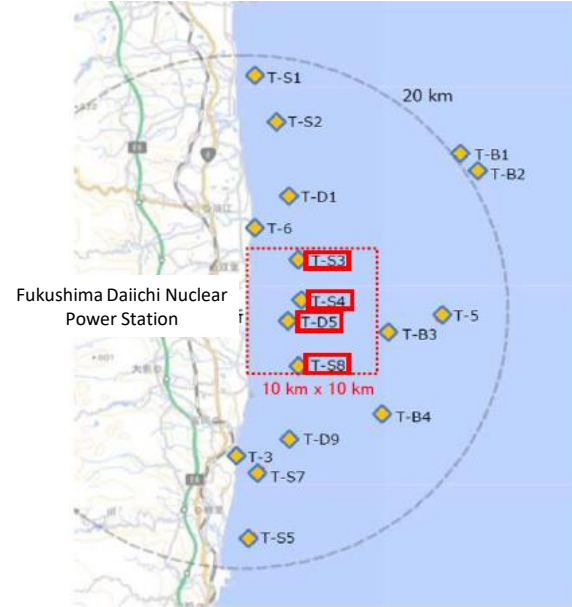 T-S1
20 km
T-S2
T-B1
T-B2
T-D1
T-6
T-S3
Fukushima Daiichi Nuclear
Power Station
T-S4
T-D5
T-5
T-B3
T-S8
10 km x 10 km
T-B4
T-D9
T-3
T-S7
T-S5